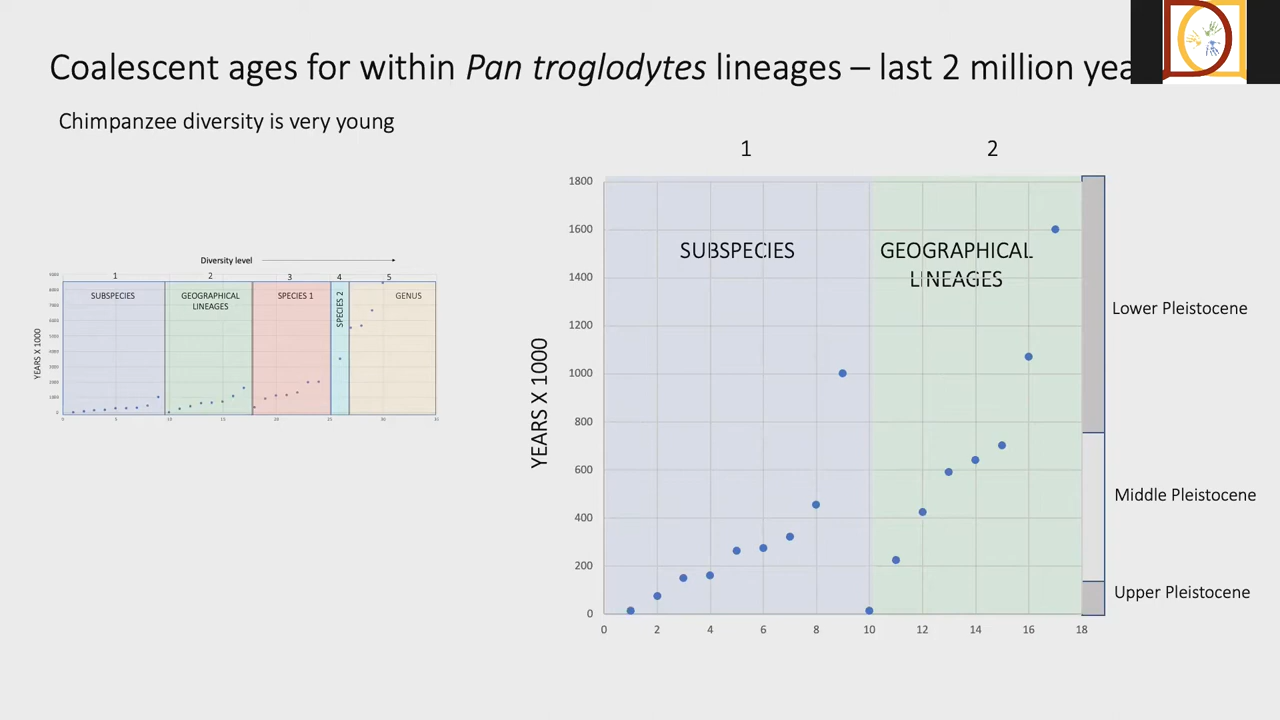 Coalescent ages for within Pan troglodytes lineages – last 2 million yea
Chimpanzee diversity is very young
Diversity level
1 2 3 4 5
SUBSPECIES
GEOGRAPHICAL
LINEAGES
SPECIES 1
SPECIES 2
GENUS
YEARS X 1000
1 2
1800
1600
1400
1200
1000
800
600
400
200
0
SUBSPECIES
GEOGRAPHICAL
LINEAGES
YEARS X 1000
0 2 4 6 8 10 12 14 16 18
Lower Pleistocene
Middle Pleistocene
Upper Pleistocene